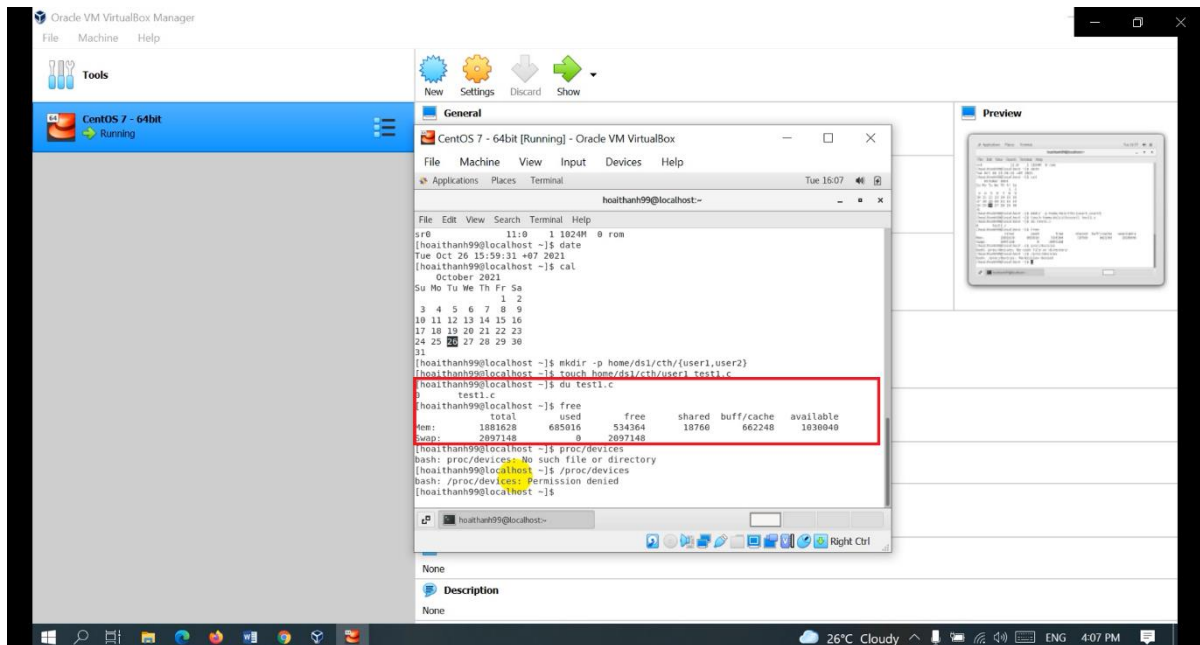 Oracle VM VirtualBox Manager
File Machine Help
Tools
New Settings Discard Show
CentOS 7 - 64bit
Running
General
Preview
CentOS 7 - 64bit [Running] - Oracle VM VirtualBox
File Machine View Input Devices Help
Applications Places Terminal Tue 16:07
hoaithanh99@localhost:~
File Edit View Search Terminal Help
sr0 11:0 1 1024M 0 rom
[hoaithanh99@localhost ~]$ date
Tue Oct 26 15:59:31 +07 2021
[hoaithanh99@localhost ~]$ cal
October 2021
Su Mo Tu We Th Fr Sa
1 2
3 4 5 6 7 8 9
10 11 12 13 14 15 16
17 18 19 20 21 22 23
24 25 26 27 28 29 30
31
[hoaithanh99@localhost ~]$ mkdir -p home/ds1/cth/{user1,user2}
[hoaithanh99@localhost ~]$ touch home/ds1/cth/user1 test1.c
[hoaithanh99@localhost ~]$ du test1.c
0 test1.c
[hoaithanh99@localhost ~]$ free
total used free shared buff/cache available
Mem: 1881628 685016 534364 18760 662248 1030040
Swap: 2097148 0 2097148
[hoaithanh99@localhost ~]$ proc/devices
bash: proc/devices: No such file or directory
[hoaithanh99@localhost ~]$ /proc/devices
bash: /proc/devices: Permission denied
[hoaithanh99@localhost ~]$
hoaithanh99@localhost:~
Right Ctrl
None
Description
None
26°C Cloudy ENG 4:07 PM